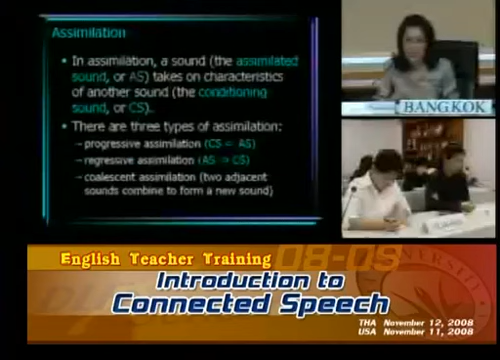 Assimilation
• In assimilation, a sound (the assimilated
sound, or AS) takes on characteristics
of another sound (the conditioning
sound, or CS).
• There are three types of assimilation:
– progressive assimilation (CS → AS)
– regressive assimilation (AS → CS)
– coalescent assimilation (two adjacent
sounds combine to form a new sound)
BANGKOK
English Teacher Training
08-09
Introduction to
Connected Speech
THA November 12, 2008
USA November 11, 2008